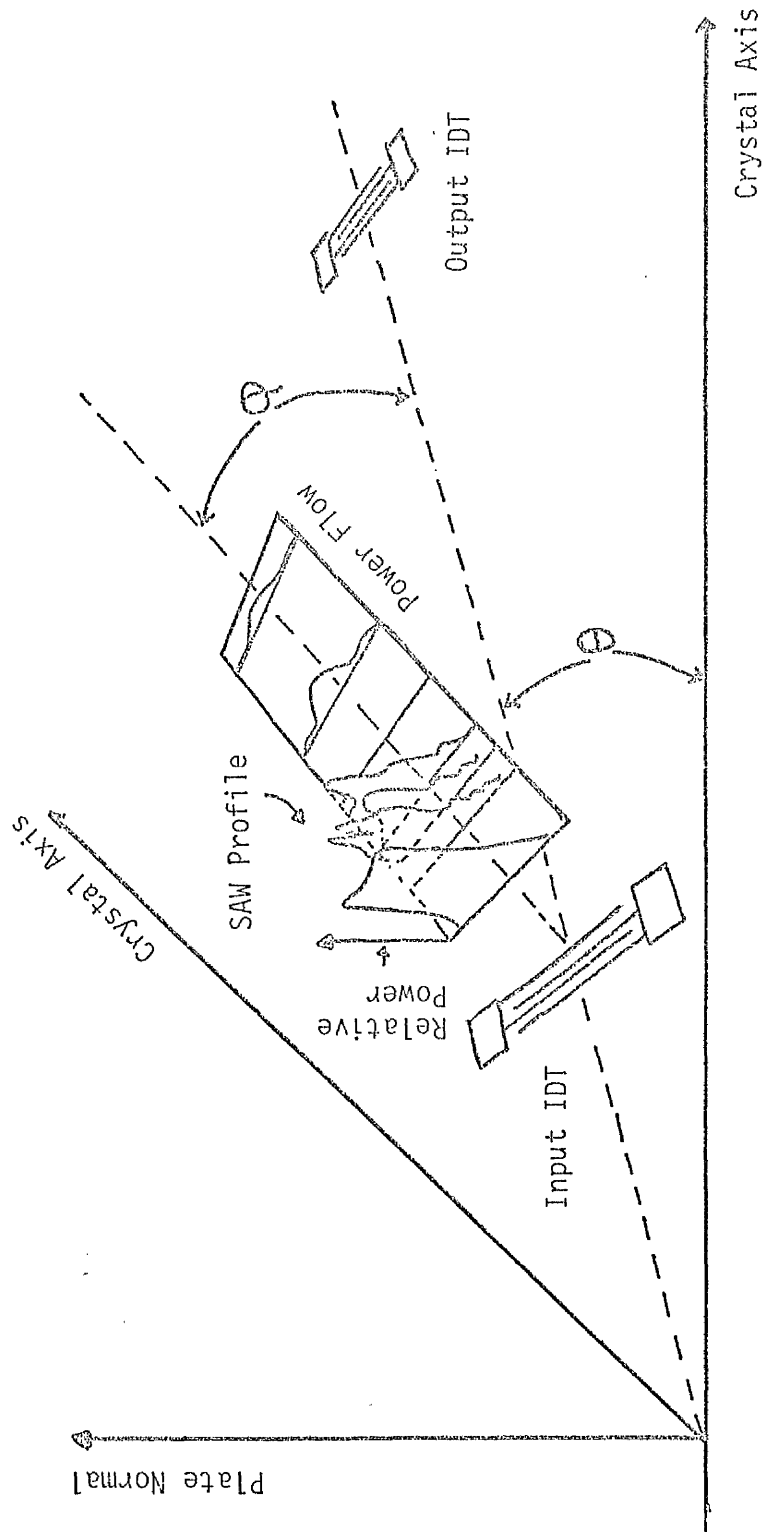 Plate Normal
Crystal Axis
SAW Profile
Relative
Power
Power Flow
Input IDT
Output IDT
Φ
θ
Crystal Axis